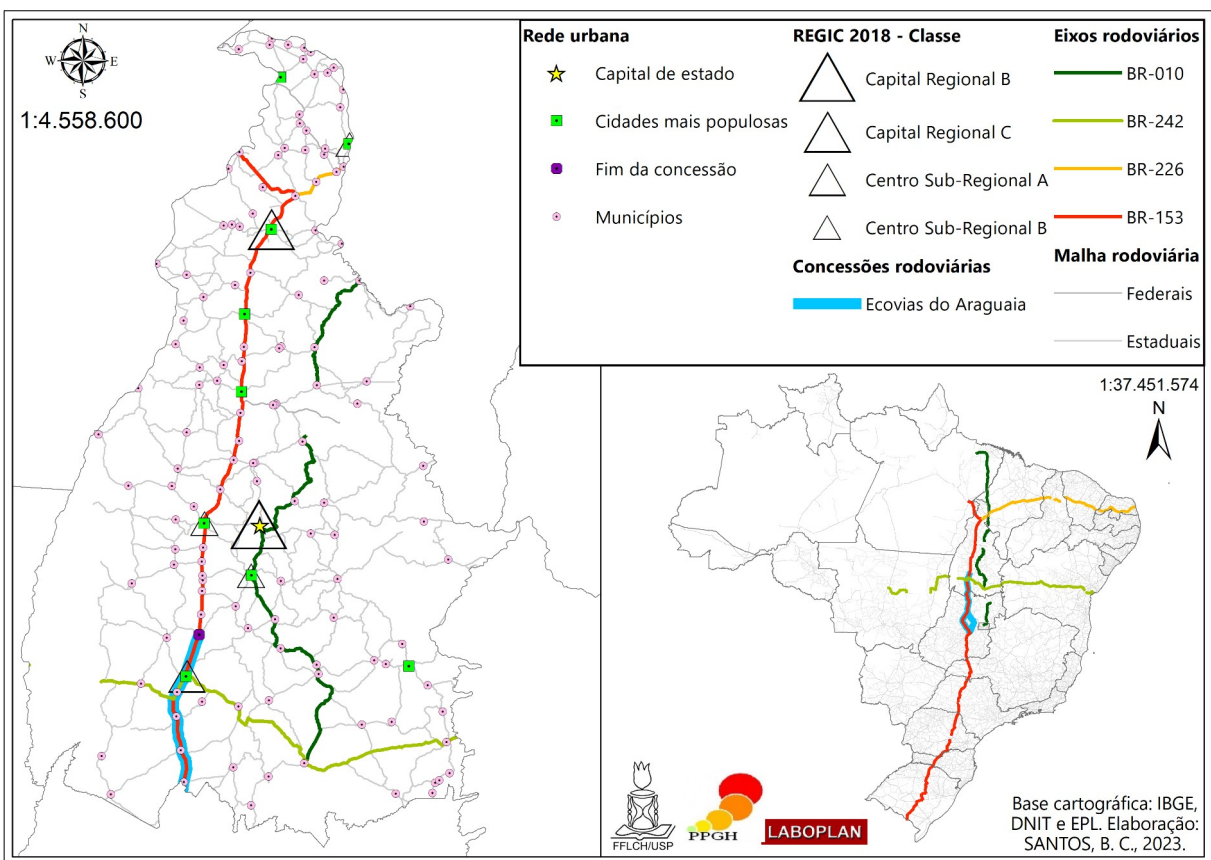 N
W E
S
1:4.558.600
Rede urbana
Capital de estado
Cidades mais populosas
Fim da concessão
Municípios
REGIC 2018 - Classe
Capital Regional B
Capital Regional C
Centro Sub-Regional A
Centro Sub-Regional B
Concessões rodoviárias
Ecovias do Araguaia
Eixos rodoviários
BR-010
BR-242
BR-226
BR-153
Malha rodoviária
Federais
Estaduais
1:37.451.574
N
FFLCH/USP
PPGH
LABOPLAN
Base cartográfica: IBGE,
DNIT e EPL. Elaboração:
SANTOS, B. C., 2023.